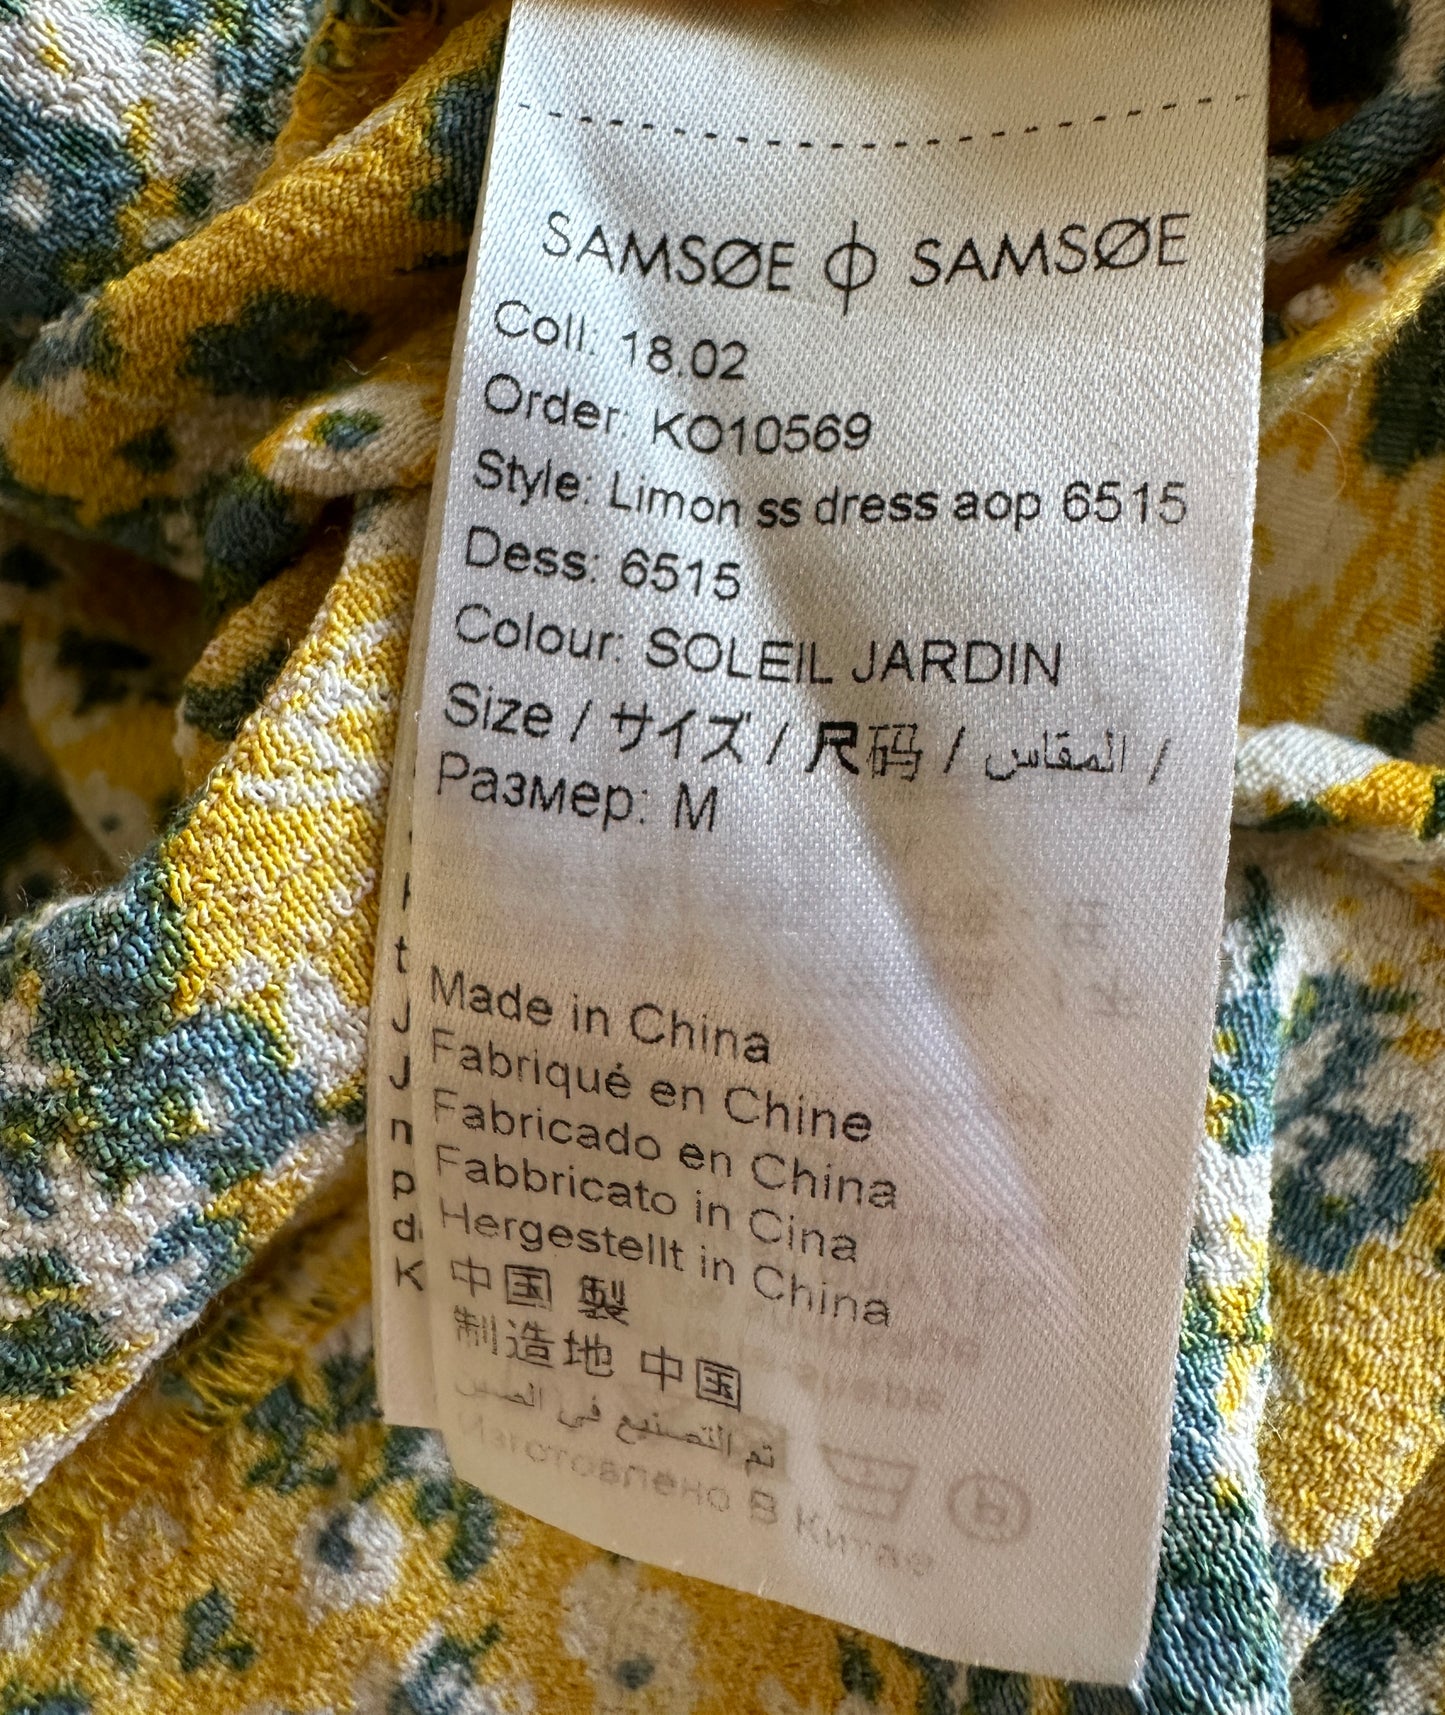 SAMSØE ϕ SAMSØE
Coll: 18.02
Order: KO10569
Style: Limon ss dress aop 6515
Dess: 6515
Colour: SOLEIL JARDIN
Size / サイズ / 尺码 / المقاس /
Размер: M
Made in China
Fabriqué en Chine
Fabricado en China
Fabbricato in Cina
Hergestellt in China
中国 製
制造地 中国
تم التصنيع في الصين
Изготовлено В Китае
t
J
J
n
p
d
K